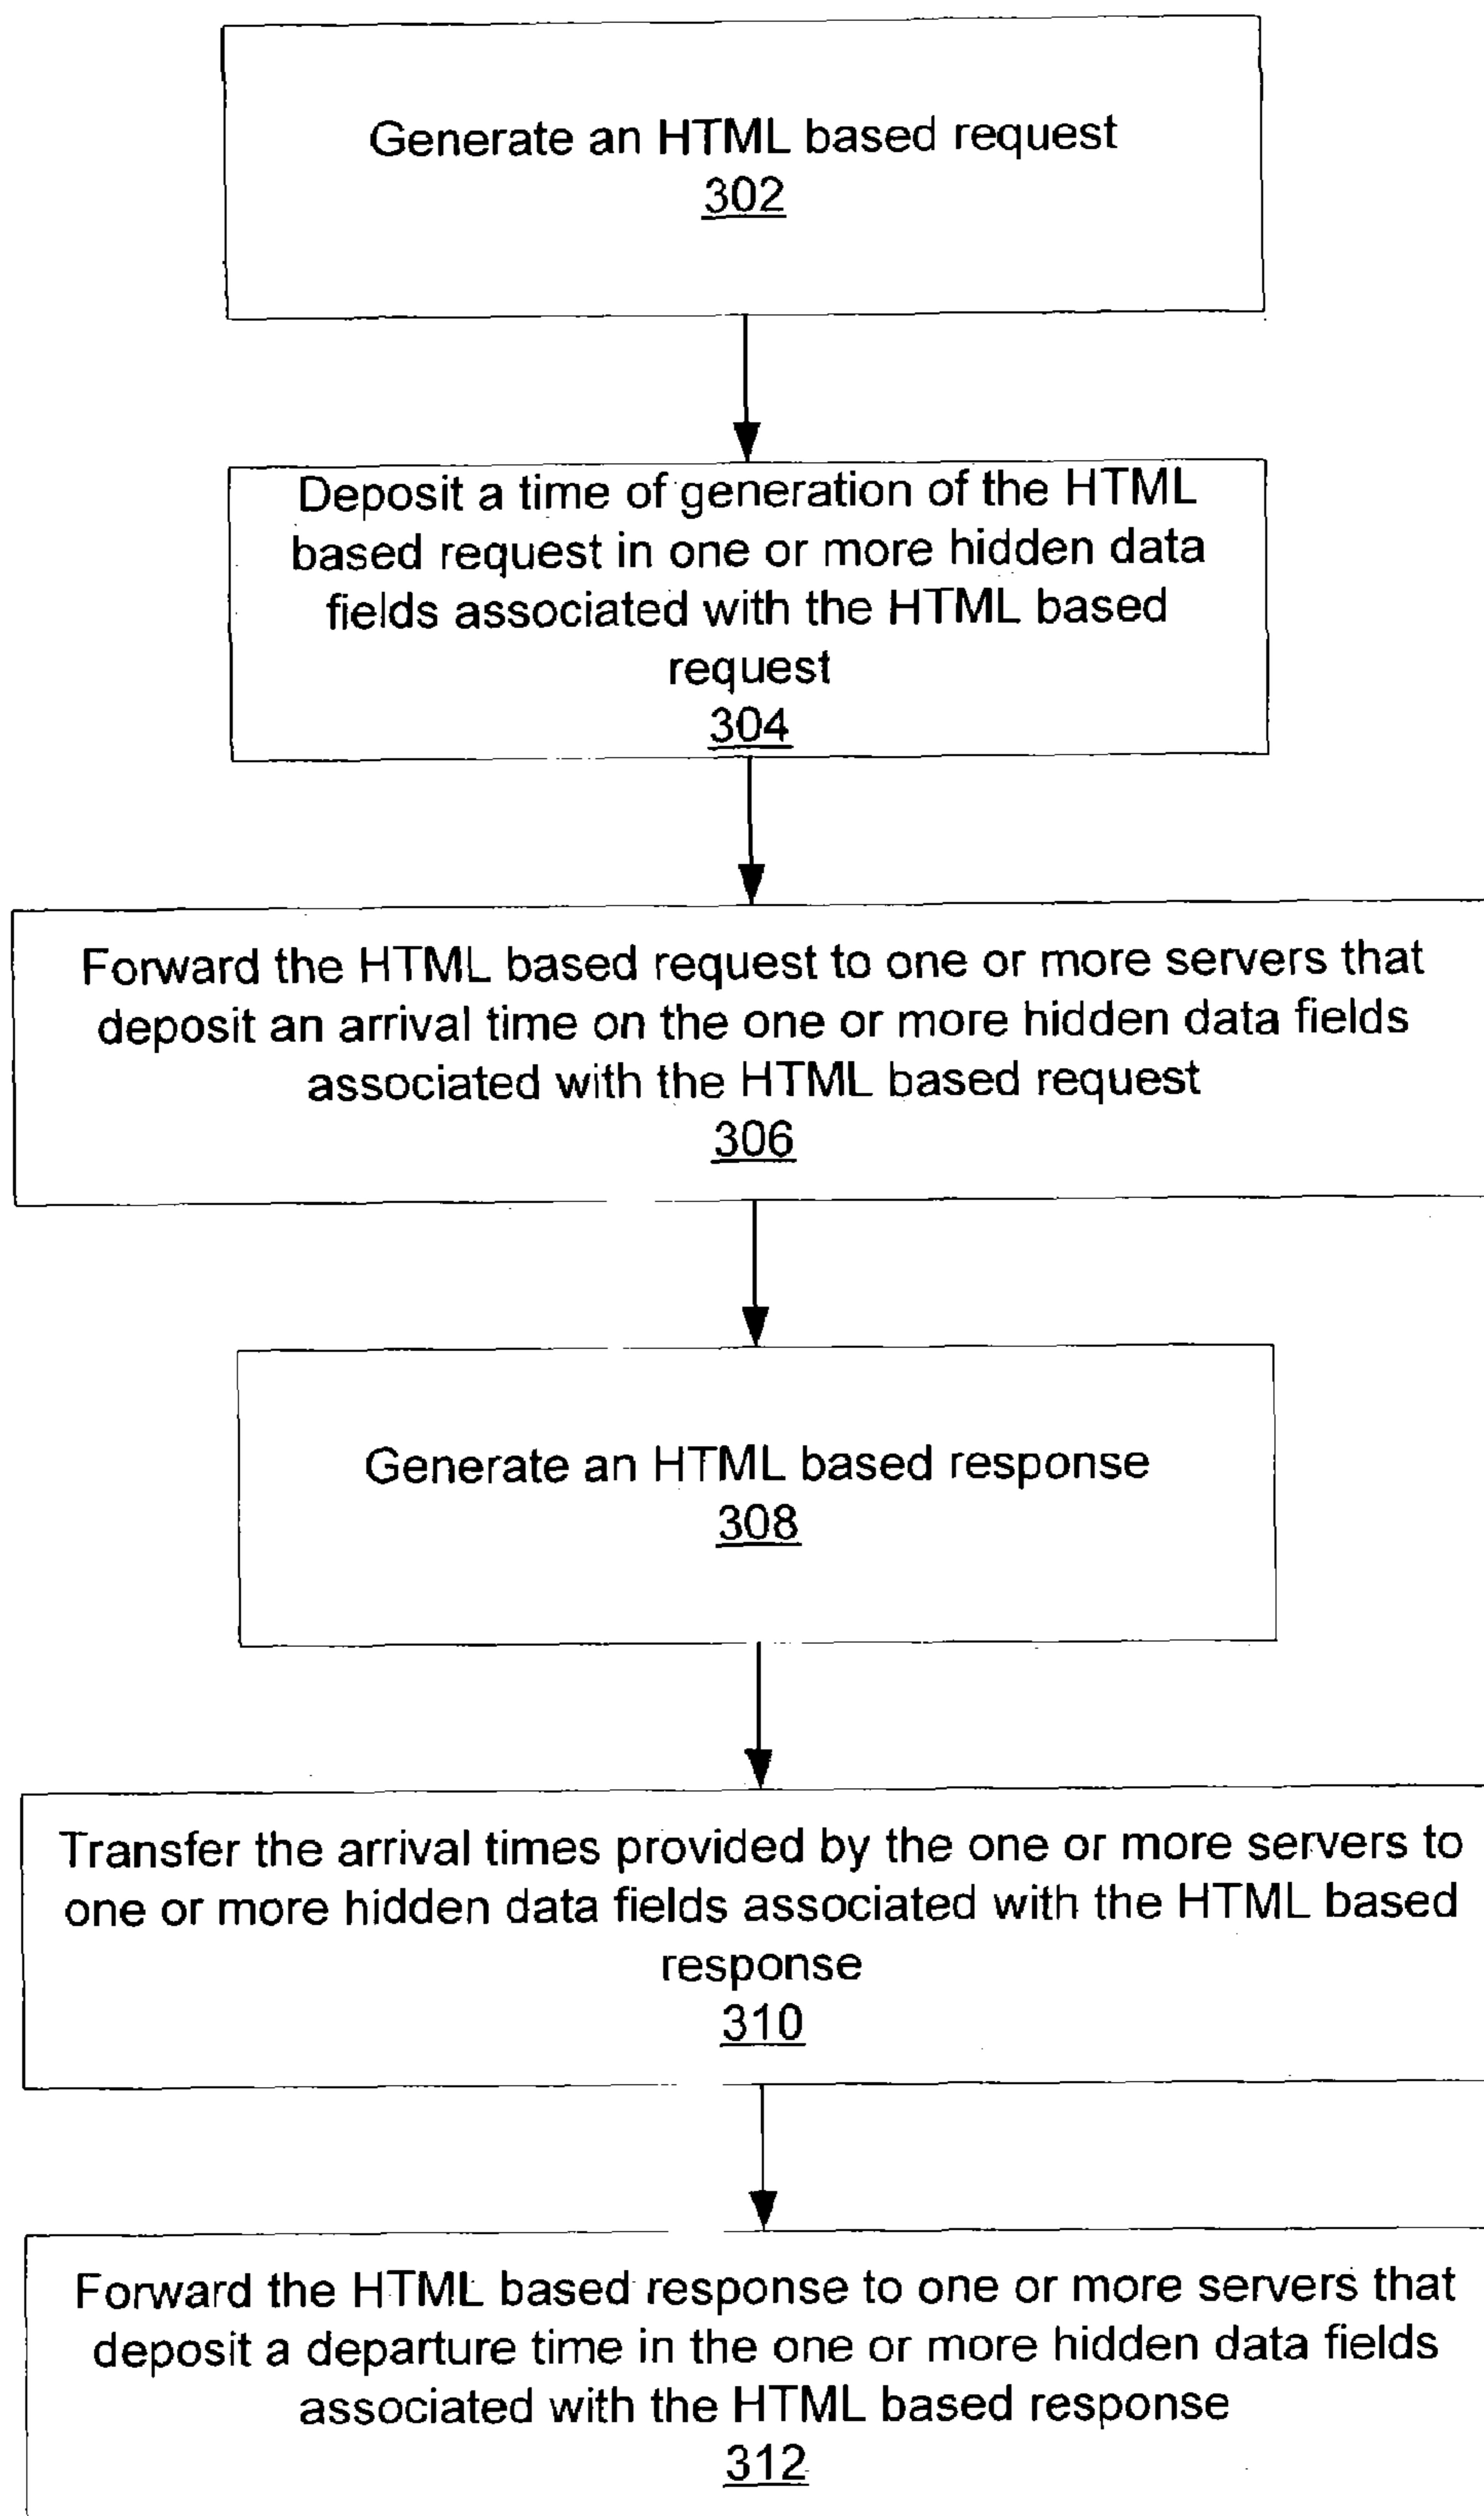 Generate an HTML based request
302
Deposit a time of generation of the HTML
based request in one or more hidden data
fields associated with the HTML based
request
304
Forward the HTML based request to one or more servers that
deposit an arrival time on the one or more hidden data fields
associated with the HTML based request
306
Generate an HTML based response
308
Transfer the arrival times provided by the one or more servers to
one or more hidden data fields associated with the HTML based
response
310
Forward the HTML based response to one or more servers that
deposit a departure time in the one or more hidden data fields
associated with the HTML based response
312